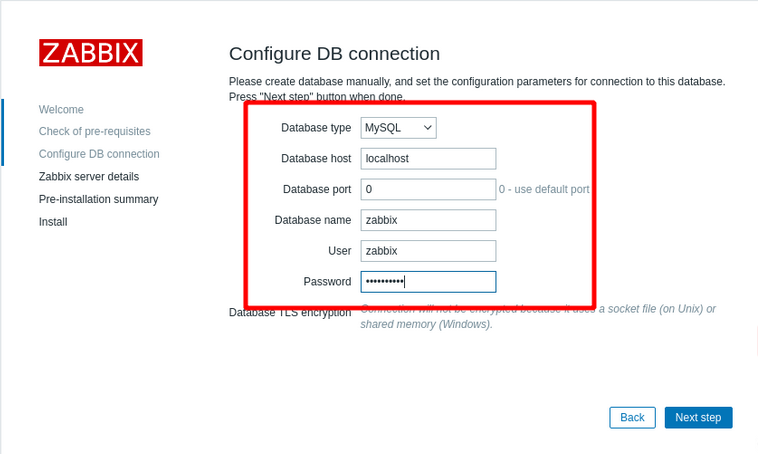 ZABBIX
Welcome
Check of pre-requisites
Configure DB connection
Zabbix server details
Pre-installation summary
Install
Configure DB connection
Please create database manually, and set the configuration parameters for connection to this database.
Press "Next step" button when done.
Database type MySQL
Database host localhost
Database port 0 0 - use default port
Database name zabbix
User zabbix
Password ••••••••••
Database TLS encryption Connection will not be encrypted because it uses a socket file (on Unix) or
shared memory (Windows).
Back Next step